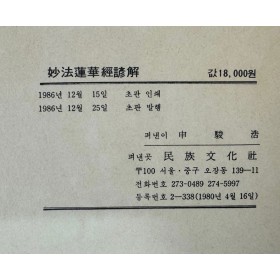 妙法蓮華經諺解 값18,000원
1986년 12월 15일 초판 인쇄
1986년 12월 25일 초판 발행
펴낸이 申駿浩
펴낸곳 民族文化社
㉾100 서울·중구 오장동 139-11
전화번호 273-0489 274-5997
등록번호 2-338(1980년 4월 16일)